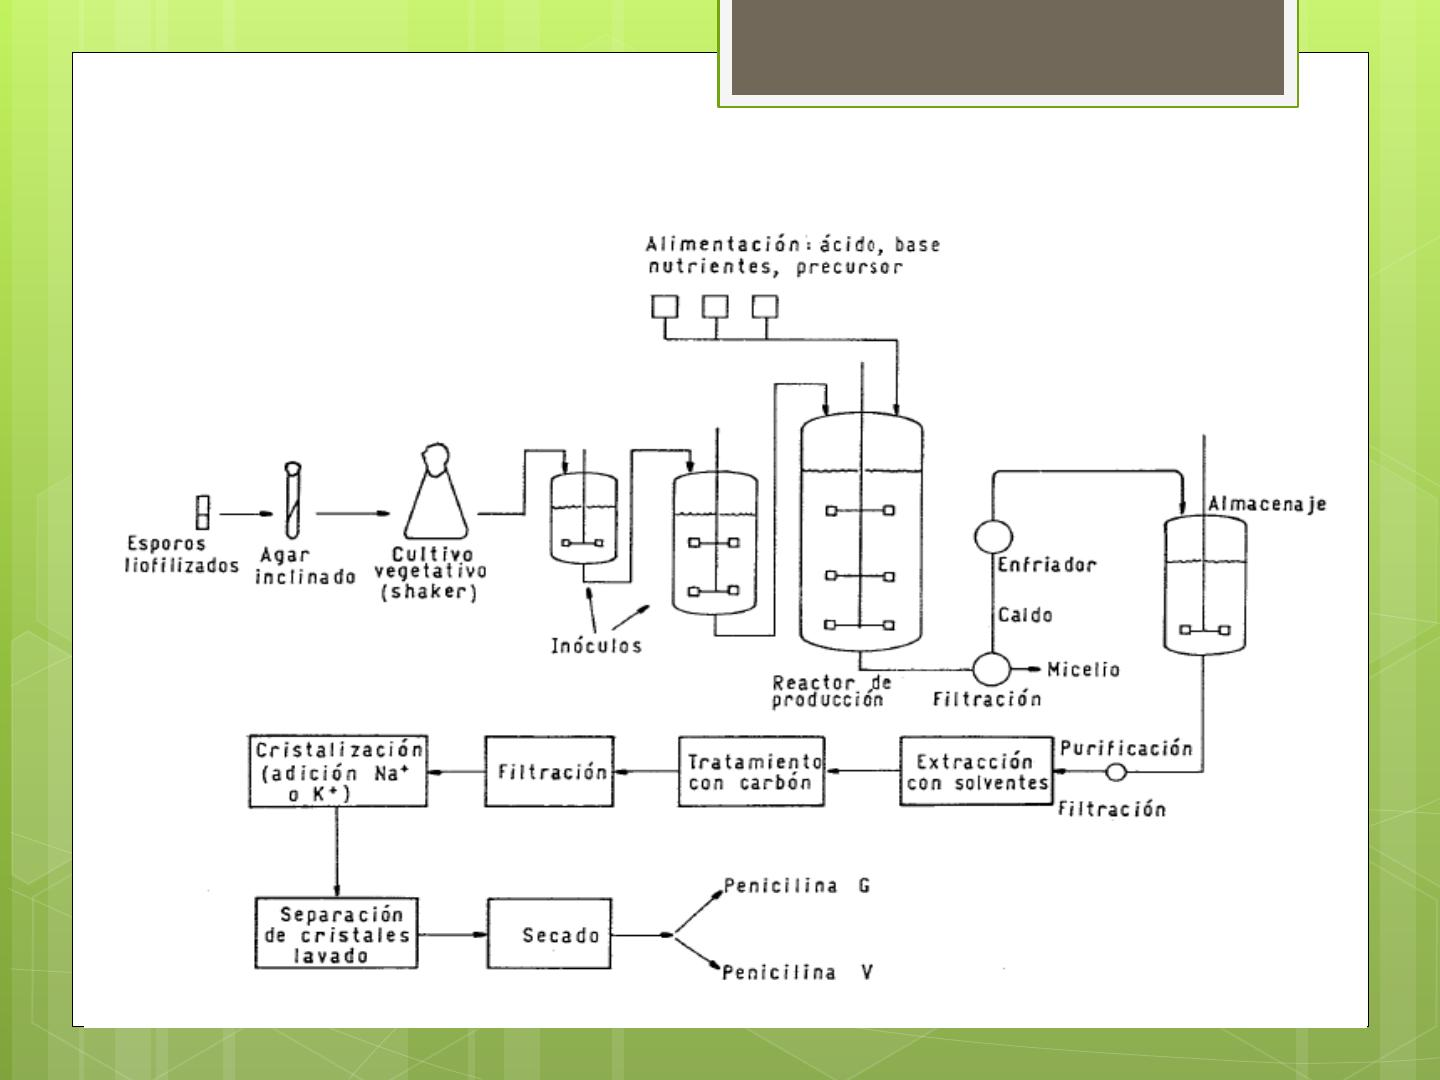 Alimentación: ácido, base
nutrientes, precursor
Esporos
liofilizados
Agar
inclinado
Cultivo
vegetativo
(shaker)
Inóculos
Reactor de
producción
Filtración
Micelio
Caldo
Enfriador
Almacenaje
Purificación
Filtración
Extracción
con solventes
Tratamiento
con carbón
Filtración
Cristalización
(adición Na⁺
o K⁺)
Separación
de cristales
lavado
Secado
Penicilina G
Penicilina V